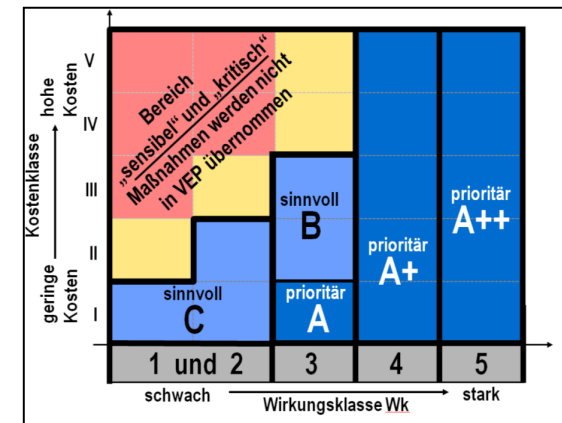 Kostenklasse
geringe Kosten
hohe Kosten
V
IV
III
II
I
Bereich
„sensibel“ und „kritisch“
Maßnahmen werden nicht
in VEP übernommen
sinnvoll
C
sinnvoll
B
prioritär
A
prioritär
A+
prioritär
A++
1 und 2
3
4
5
schwach
Wirkungsklasse Wk
stark